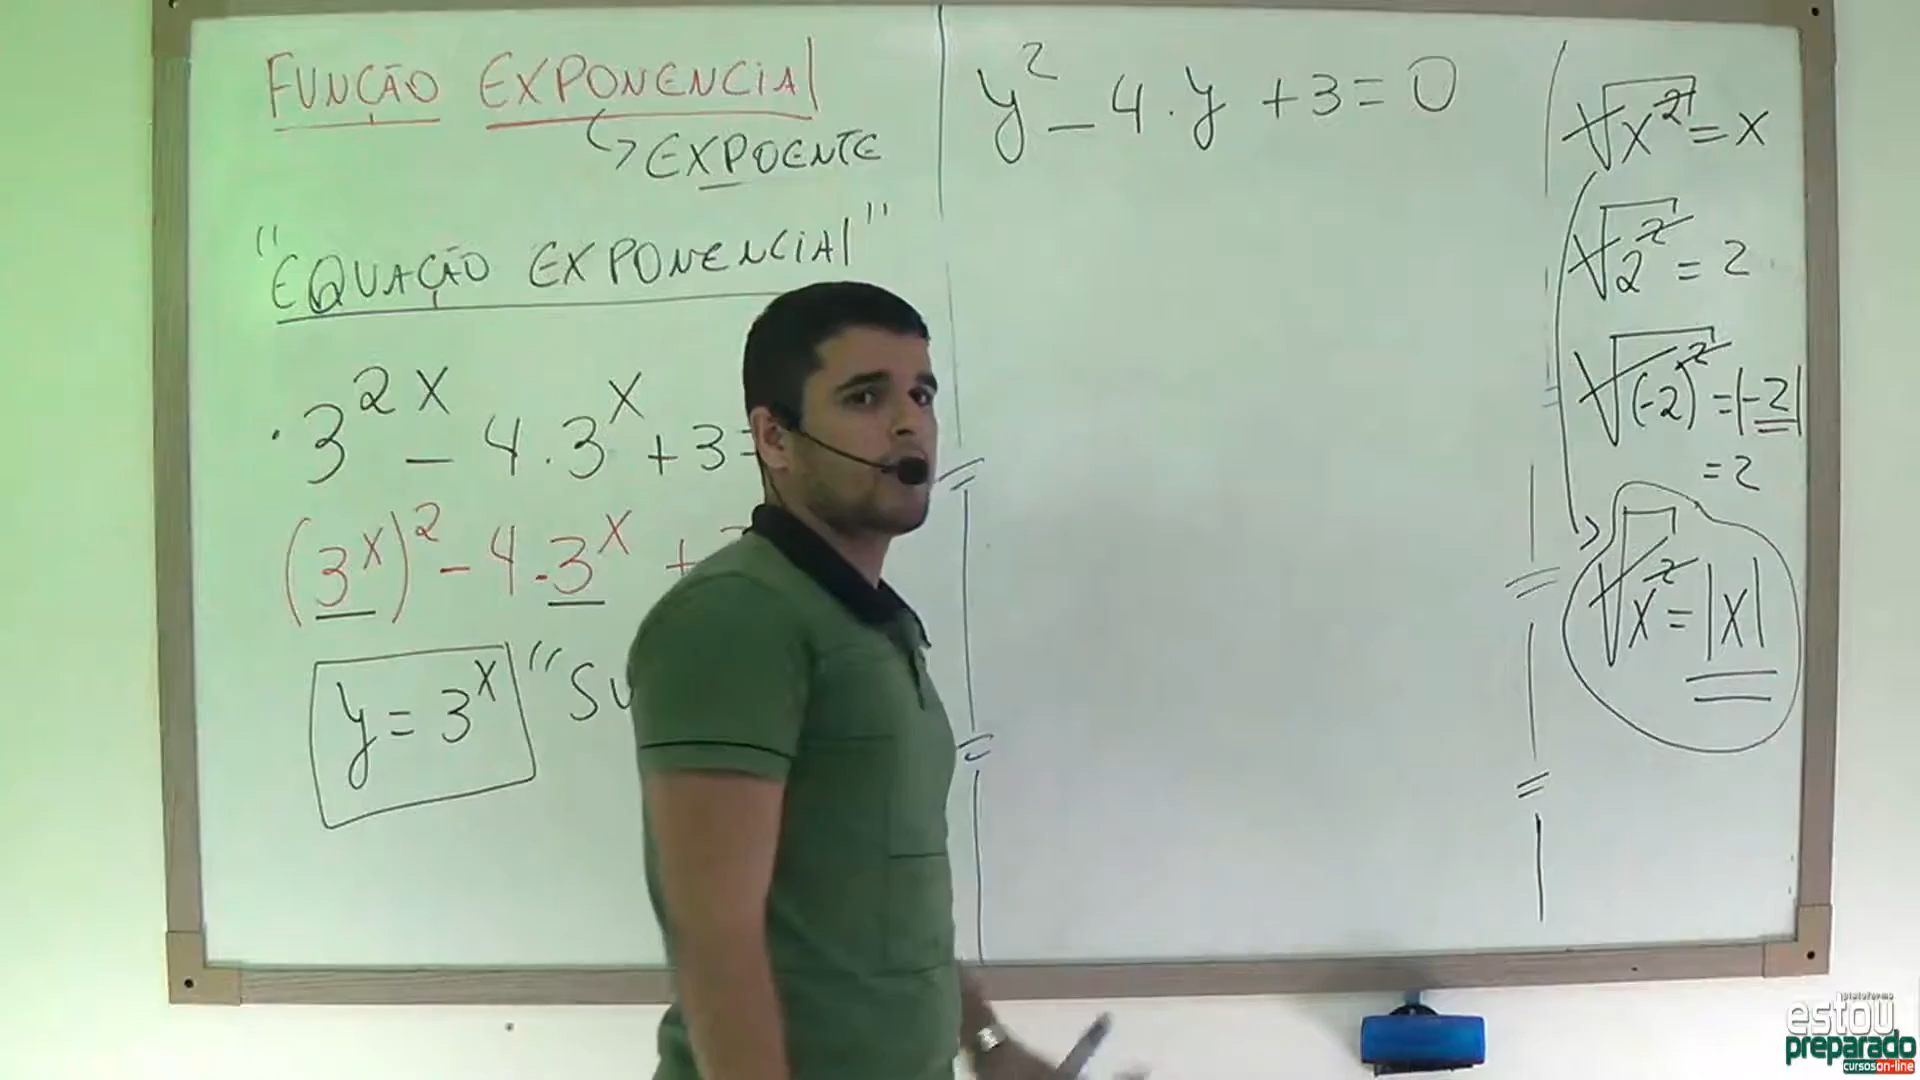 FUNÇÃO EXPONENCIAL
↳ EXPOENTE
"EQUAÇÃO EXPONENCIAL"
· 3^{2x} - 4 · 3^x + 3 =
(3^x)^2 - 4 · 3^x +
y = 3^x "Su
y^2 - 4 · y + 3 = 0
√x^2 = x
√2^2 = 2
√(-2)^2 = |-2|
= 2
√x^2 = |x|
plataforma
estou
preparado
cursos on-line